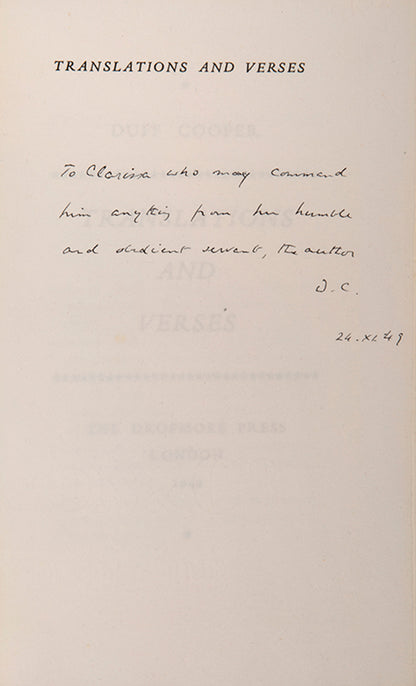 TRANSLATIONS AND VERSES
DUFF COOPER
To Clarissa who may command
him anything from her humble
and obedient servant, the author
D. C.
TRANSLATIONS
AND
VERSES
24. XI. 49
THE DROPMORE PRESS
LONDON